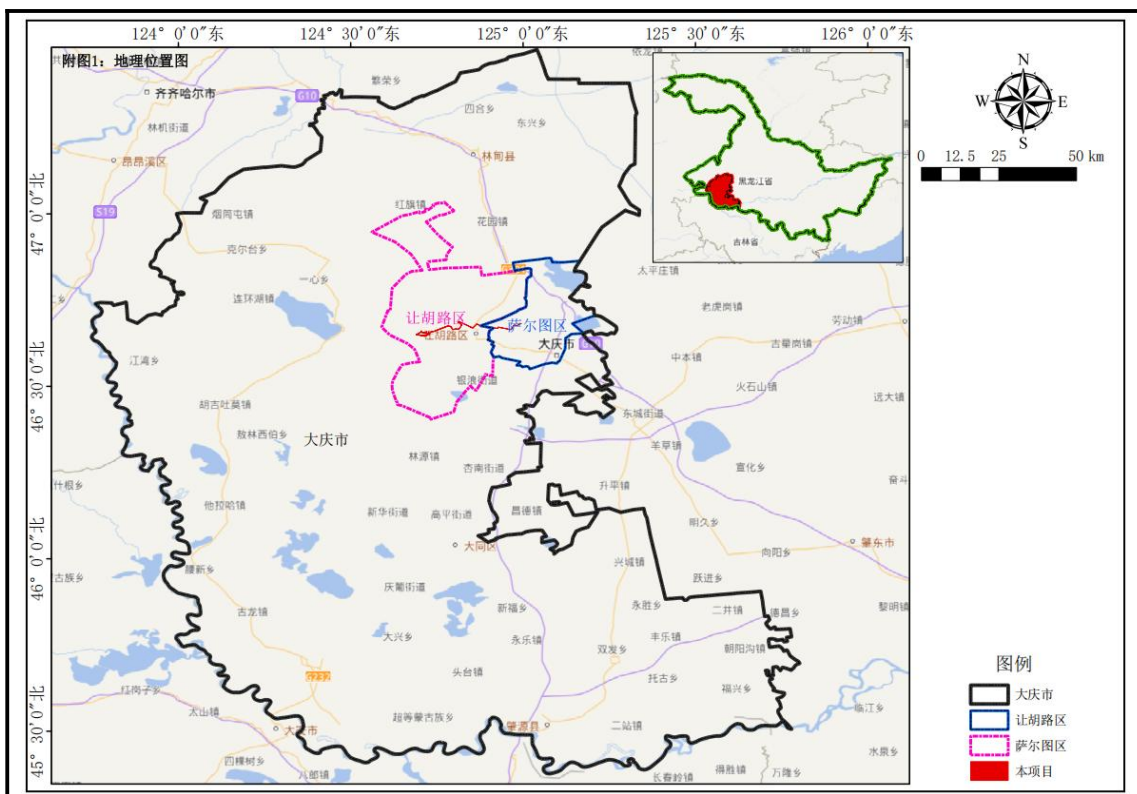 124° 0'0"东
124° 30'0"东
125° 0'0"东
125° 30'0"东
126° 0'0"东
附图1：地理位置图
齐齐哈尔市
G10
繁荣乡
四合乡
东兴乡
林机街道
昂昂溪区
林甸县
S19
烟筒屯镇
红旗镇
花园镇
克尔台乡
一心乡
连环湖镇
太平庄镇
老虎岗镇
劳动镇
让胡路区
让胡路区
萨尔图区
大庆市
中本镇
古肇岗镇
江湾乡
银浪街道
火石山镇
远大镇
胡吉吐莫镇
敖林西伯乡
大庆市
东城街道
羊草镇
宣化乡
林源镇
杏南街道
奋斗
什根乡
他拉哈镇
新华街道
高平街道
昌德镇
升平镇
明久乡
大同区
向阳乡
肇东市
腰新乡
兴城镇
跃进乡
庆葡街道
古龙镇
新福乡
永胜乡
二井镇
德昌乡
黎明镇
大兴乡
永乐镇
丰乐镇
朝阳沟镇
双发乡
头台镇
托古乡
福兴乡
G232
红岗子乡
太山镇
大安市
超等蒙古族乡
肇源县
二站镇
临江乡
四棵树乡
八郎镇
长春岭镇
得胜镇
万隆乡
水泉乡
47° 0'0"北
46° 30'0"北
46° 0'0"北
45° 30'0"北
黑龙江省
吉林省
N
W
E
S
0 12.5 25 50 km
图例
大庆市
让胡路区
萨尔图区
本项目